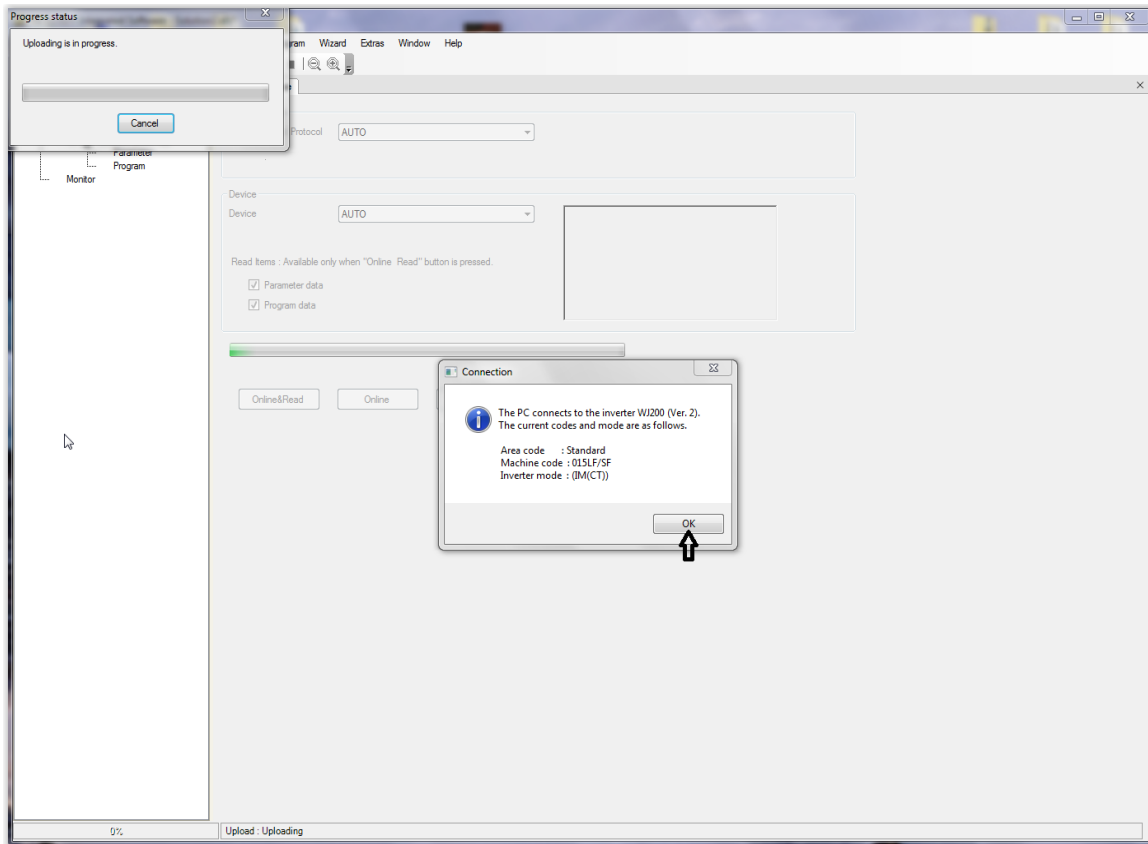 Progress status
Uploading is in progress.
Cancel
Wizard Extras Window Help
Protocol AUTO
Parameter
Program
Monitor
Device
Device AUTO
Read Items : Available only when "Online Read" button is pressed.
Parameter data
Program data
Online&Read Online
Connection
The PC connects to the inverter WJ200 (Ver. 2).
The current codes and mode are as follows.
Area code : Standard
Machine code : 015LF/SF
Inverter mode : (IM(CT))
OK
0% Upload : Uploading